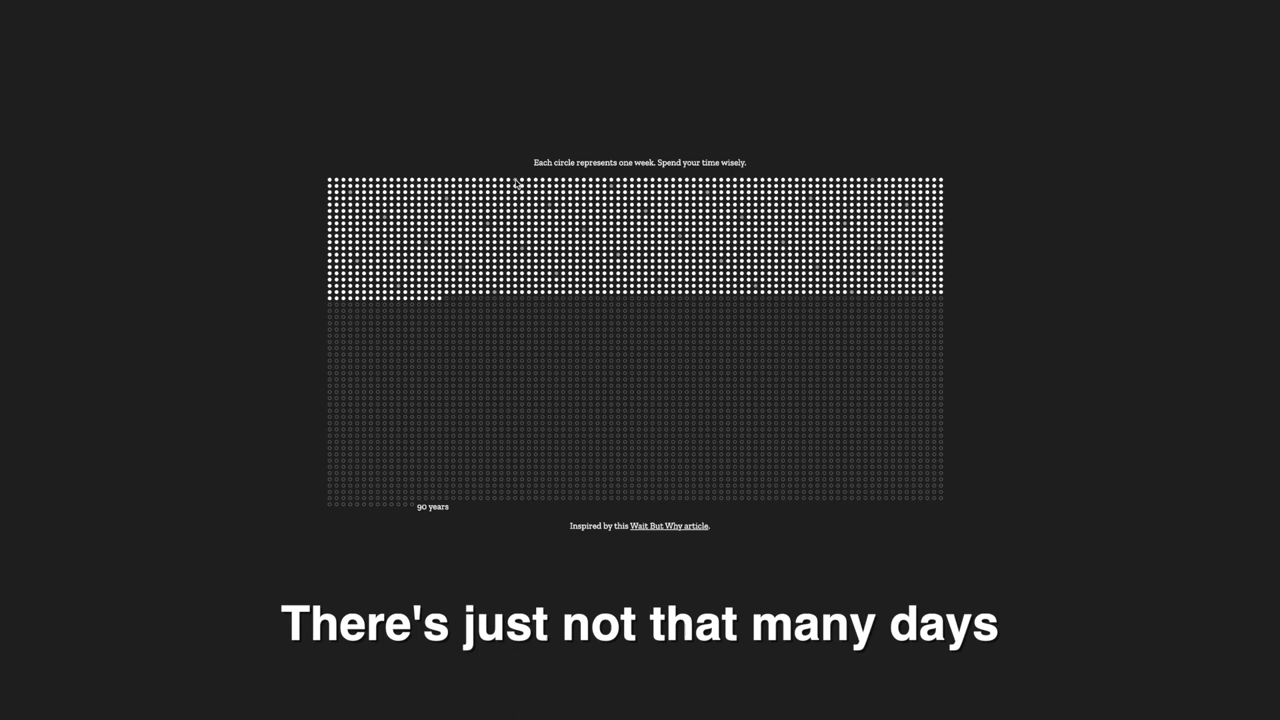 Each circle represents one week. Spend your time wisely.
90 years
Inspired by this Wait But Why article.
There's just not that many days